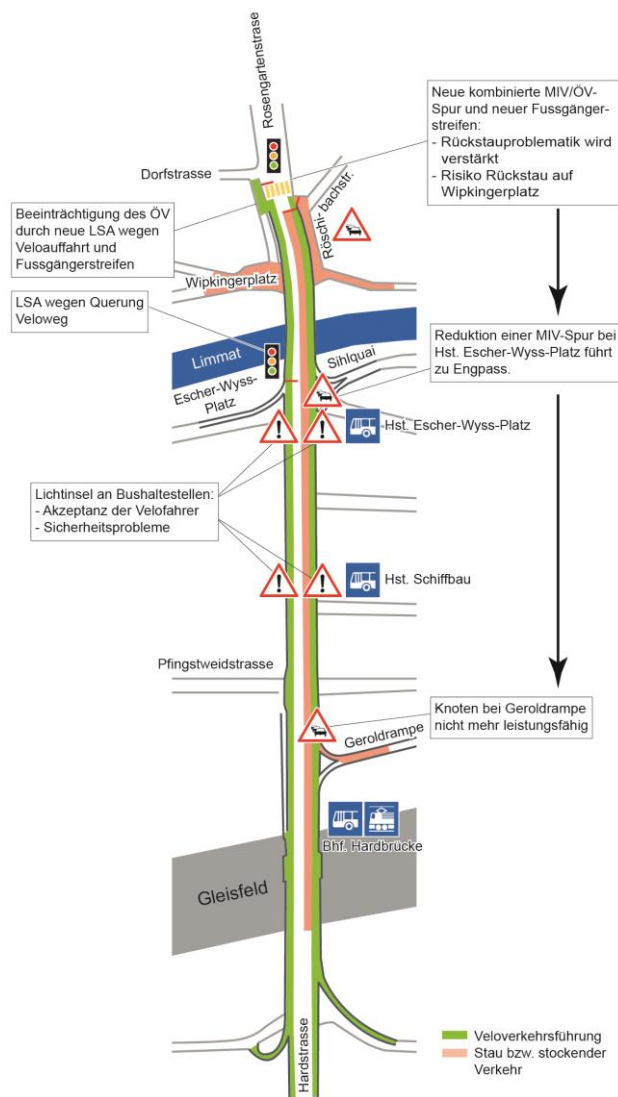 Rosengartenstrase
Neue kombinierte MIV/ÖV-
Spur und neuer Fussgänger-
streifen:
- Rückstauproblematik wird
verstärkt
- Risiko Rückstau auf
Wipkingerplatz
Dorfstrasse
Röschi-bachstr.
Beeinträchtigung des ÖV
durch neue LSA wegen
Veloauffahrt und
Fussgängerstreifen
Wipkingerplatz
LSA wegen Querung
Veloweg
Limmat
Sihlquai
Escher-Wyss-
Platz
Reduktion einer MIV-Spur bei
Hst. Escher-Wyss-Platz führt
zu Engpass.
Hst. Escher-Wyss-Platz
Lichtinsel an Bushaltestellen:
- Akzeptanz der Velofahrer
- Sicherheitsprobleme
Hst. Schiffbau
Pfingstweidstrasse
Knoten bei Geroldrampe
nicht mehr leistungsfähig
Geroldrampe
Bhf. Hardbrücke
Gleisfeld
Hardstrasse
Veloverkehrsführung
Stau bzw. stockender
Verkehr